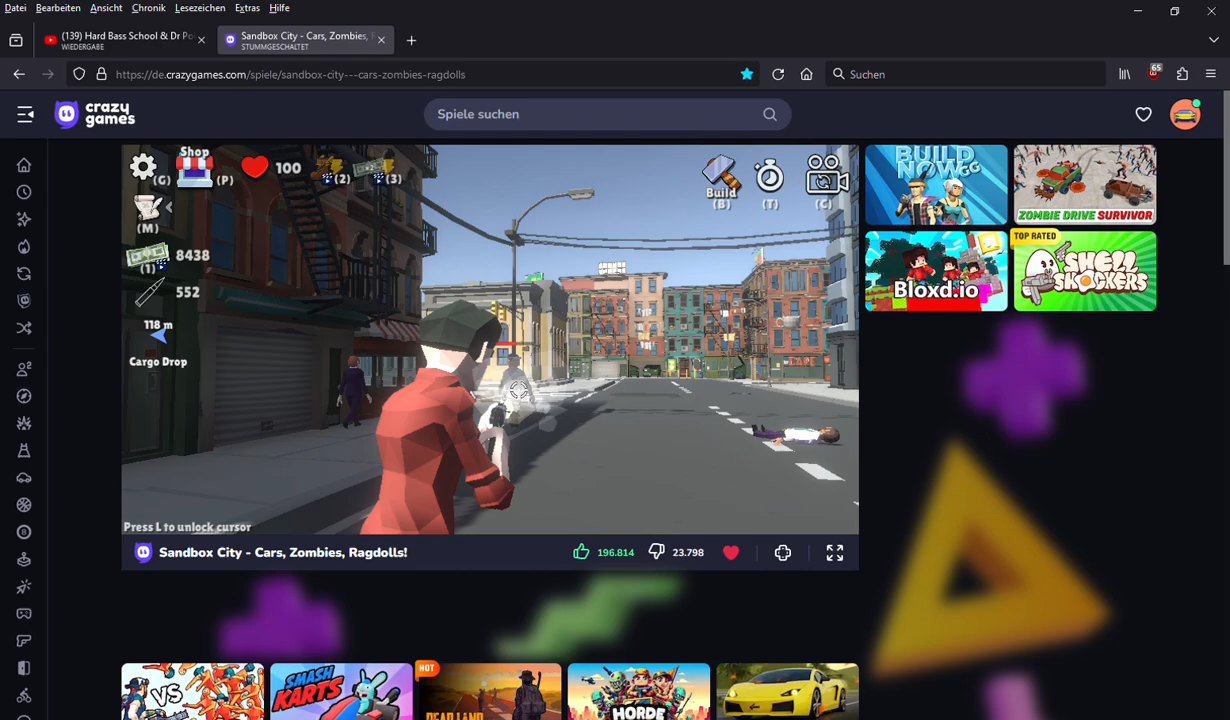 Datei Bearbeiten Ansicht Chronik Lesezeichen Extras Hilfe
(139) Hard Bass School & Dr Po
WIEDERGABE
Sandbox City - Cars, Zombies, R
STUMMGESCHALTET
https://de.crazygames.com/spiele/sandbox-city---cars-zombies-ragdolls
Suchen
65
crazy
games
Spiele suchen
Shop
(G)
(P)
100
(2)
(3)
Build
(B)
(T)
(C)
(M)
8438
(1)
552
118 m
Cargo Drop
Press L to unlock cursor
BUILD
NOW GG
ZOMBIE DRIVE SURVIVOR
Bloxd.io
TOP RATED
SHELL
SHOCKERS
Sandbox City - Cars, Zombies, Ragdolls!
196.814
23.798
VS
SMASH
KARTS
HOT
DEAD LAND
HORDE